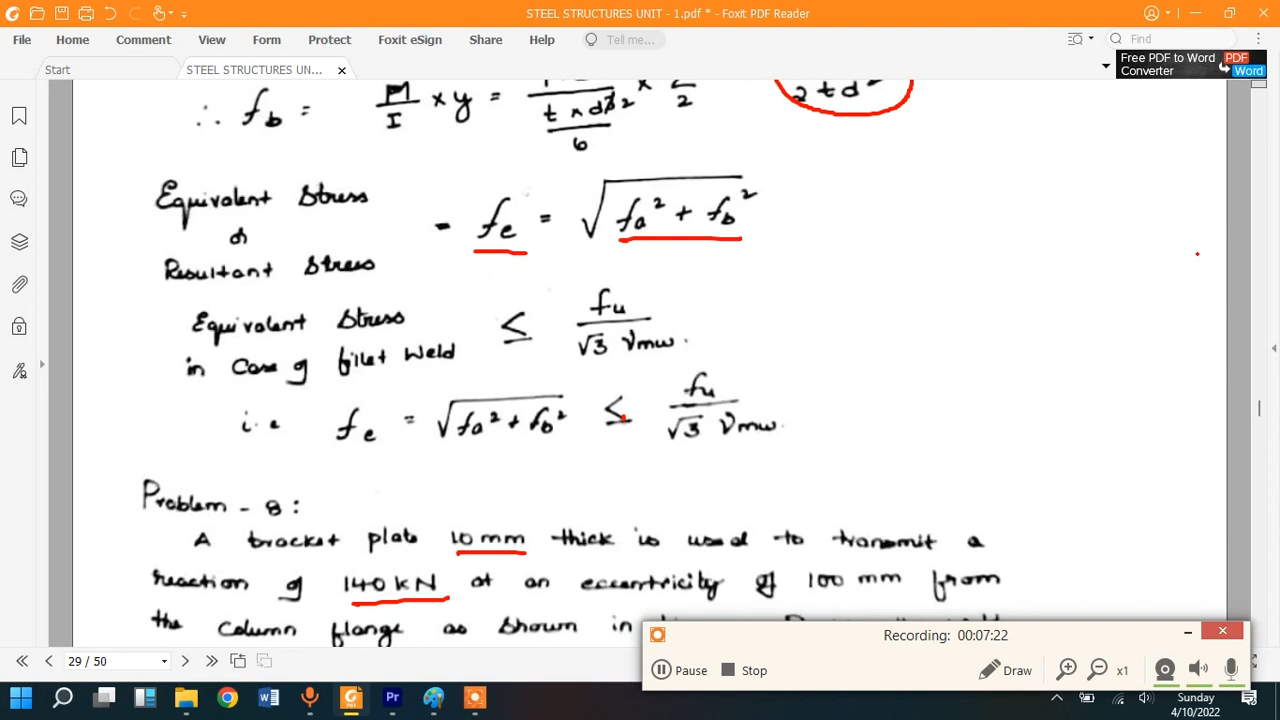 STEEL STRUCTURES UNIT - 1.pdf * - Foxit PDF Reader
File Home Comment View Form Protect Foxit eSign Share Help Tell me... Find
Start STEEL STRUCTURES UN... Free PDF to Word Converter PDF Word
∴ fb = M/I × y =
2td²
Equivalent Stress
or
Resultant Stress
- fe = √fa² + fb²
Equivalent Stress
in Case of fillet Weld
≤ fu / √3 γmw.
i.e fe = √fa² + fb² ≤ fu / √3 γmw.
Problem - 8 :
A bracket plate 10 mm thick is used to transmit a
reaction of 140 kN at an eccentricity of 100 mm from
the column flange as shown in
Recording: 00:07:22
Pause Stop Draw x1
29 / 50
Sunday
4/10/2022